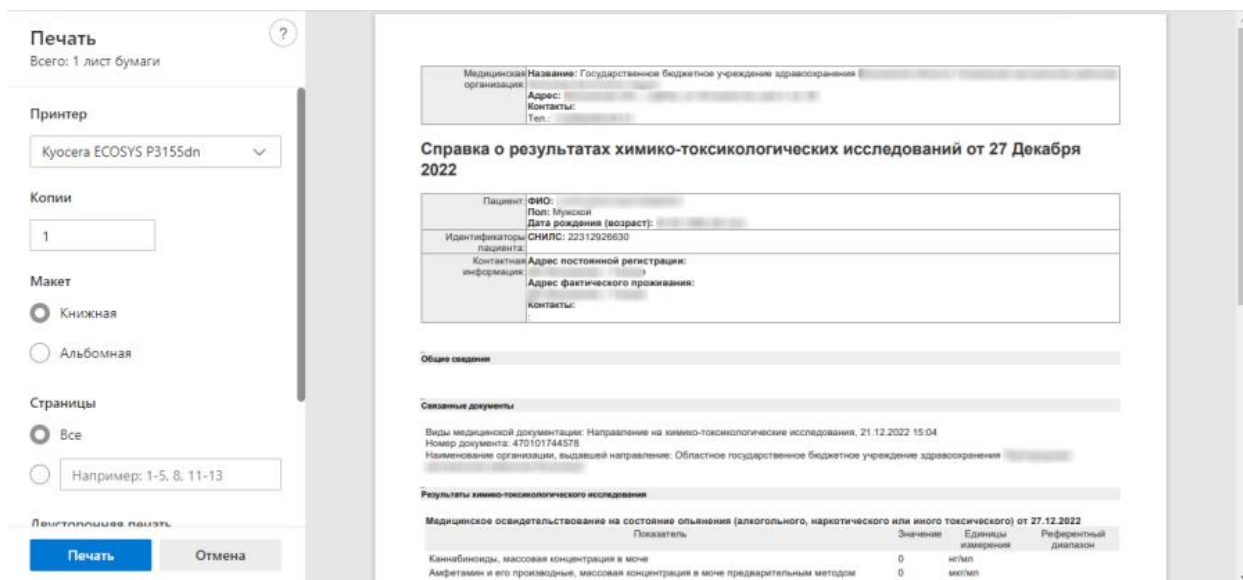 Печать
?
Всего: 1 лист бумаги
Принтер
Kyocera ECOSYS P3155dn
Копии
1
Макет
Книжная
Альбомная
Страницы
Все
Например: 1-5, 8, 11-13
Двусторонняя печать
Печать
Отмена
Медицинская организация:
Название: Государственное бюджетное учреждение здравоохранения
Адрес:
Контакты:
Тел.:
Справка о результатах химико-токсикологических исследований от 27 Декабря
2022
Пациент:
ФИО:
Пол: Мужской
Дата рождения (возраст):
Идентификаторы пациента:
СНИЛС: 22312926630
Контактная информация:
Адрес постоянной регистрации:
Адрес фактического проживания:
Контакты:
:
Общие сведения
Связанные документы
Виды медицинской документации: Направление на химико-токсикологические исследования, 21.12.2022 15:04
Номер документа: 470101744578
Наименование организации, выдавшей направление: Областное государственное бюджетное учреждение здравоохранения
Результаты химико-токсикологического исследования
Медицинское освидетельствование на состояние опьянения (алкогольного, наркотического или иного токсического) от 27.12.2022
Показатель Значение Единицы измерения Референтный диапазон
Каннабиноиды, массовая концентрация в моче 0 нг/мл
Амфетамин и его производные, массовая концентрация в моче предварительным методом 0 мкг/мл